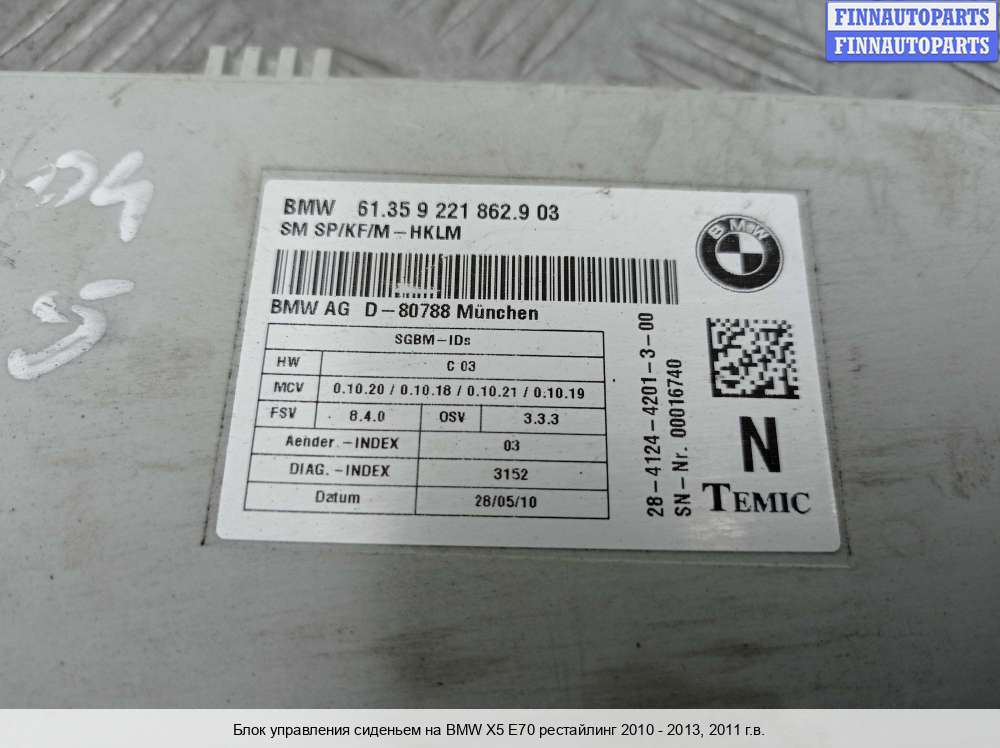 FINNAUTOPARTS
FINNAUTOPARTS
BMW 61.35 9 221 862.9 03
SM SP/KF/M-HKLM
BMW
BMW AG D-80788 München
SGBM-IDs
HW C 03
MCV 0.10.20 / 0.10.18 / 0.10.21 / 0.10.19
FSV 8.4.0 OSV 3.3.3
Aender.-INDEX 03
DIAG.-INDEX 3152
Datum 28/05/10
28-4124-4201-3-00
SN-Nr. 00016740
N
TEMIC
Блок управления сиденьем на BMW X5 E70 рестайлинг 2010 - 2013, 2011 г.в.